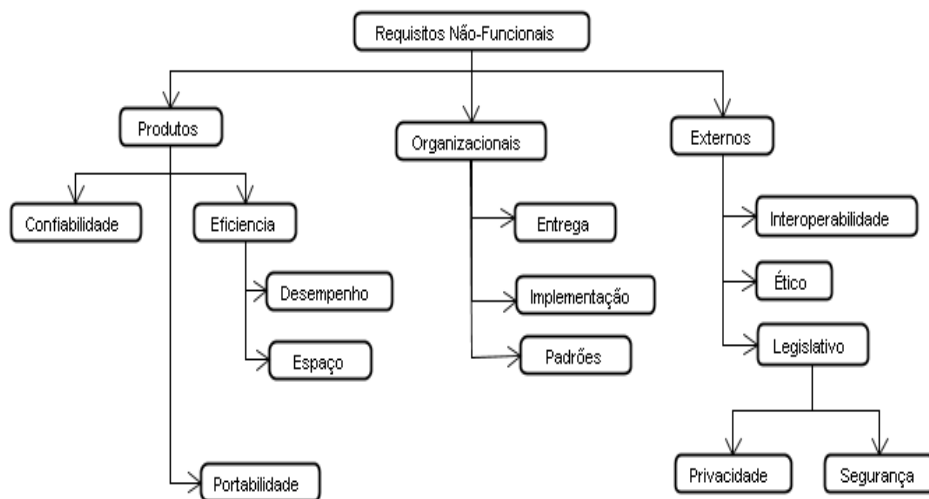 Requisitos Não-Funcionais
Produtos
Organizacionais
Externos
Confiabilidade
Eficiencia
Entrega
Interoperabilidade
Desempenho
Implementação
Ético
Espaço
Padrões
Legislativo
Portabilidade
Privacidade
Segurança